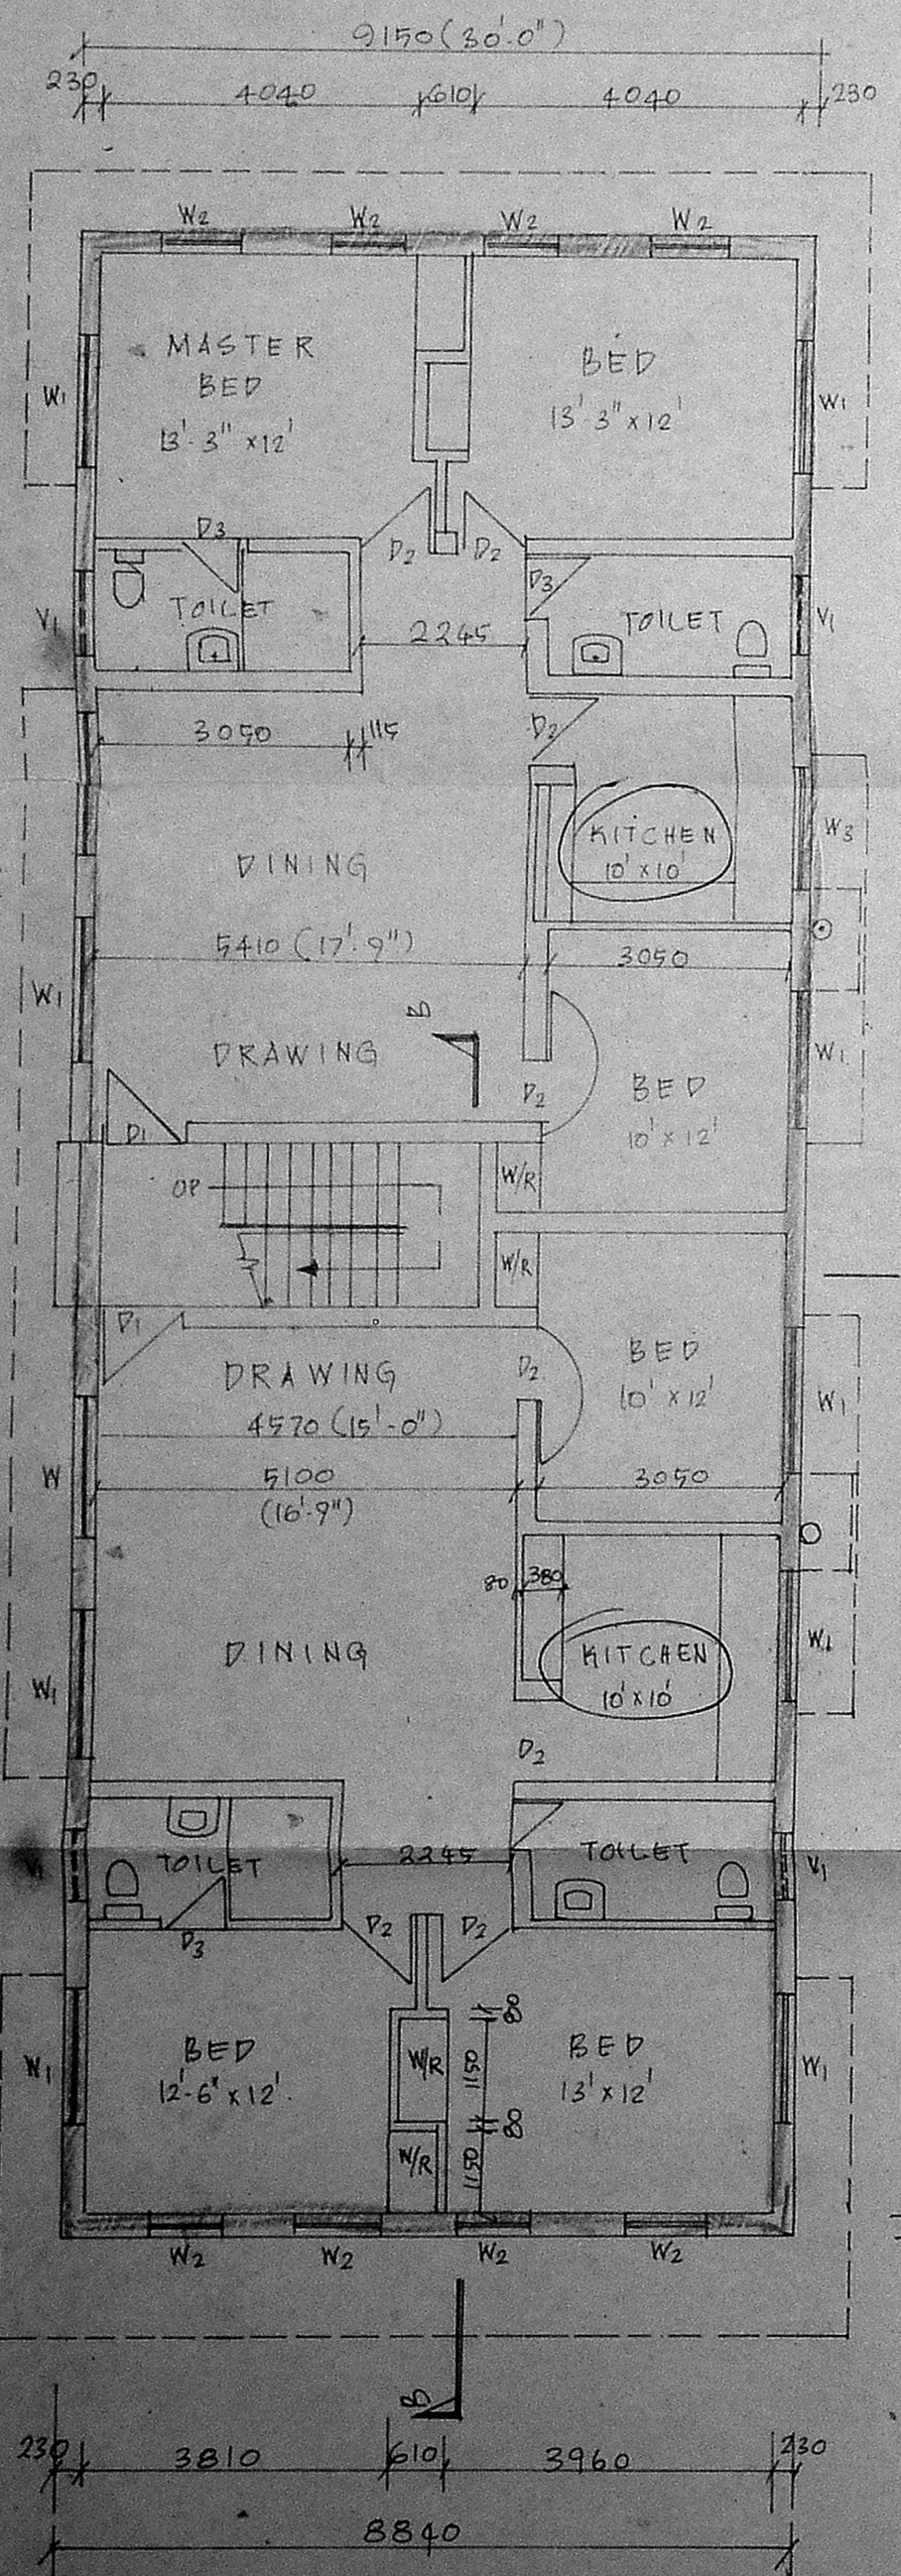 9150 (30'-0")
230 4040 610 4040 230
W2 W2 W2 W2
MASTER
BED
13'-3" x 12'
BED
13'-3" x 12'
W1 W1
D3 D2 D2
D3
TOILET TOILET
V1 V1
2245
3050 115
D2
KITCHEN
10' x 10'
W3
DINING
5410 (17'-9")
3050
W1 W1
B
DRAWING
D2
BED
10' x 12'
D1
UP
W/R
W/R
D1
DRAWING
D2
BED
10' x 12'
W1
4570 (15'-0")
W
5100
(16'-9")
3050
80 380
DINING
KITCHEN
10' x 10'
W1 W1
D2
TOILET TOILET
2245
V1 V1
D3 D2 D2
BED
12'-6" x 12'.
BED
13' x 12'
W1 W1
80
W/R 1150
80
W/R 1150
W2 W2 W2 W2
B
230 3810 610 3960 230
8840